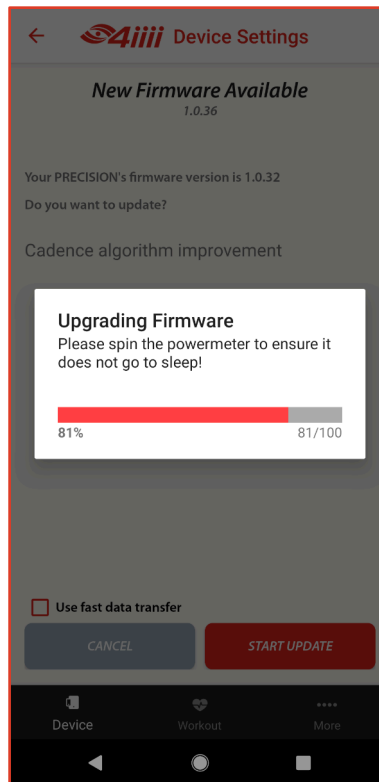 4iiii Device Settings
New Firmware Available
1.0.36
Your PRECISION's firmware version is 1.0.32
Do you want to update?
Cadence algorithm improvement
Upgrading Firmware
Please spin the powermeter to ensure it
does not go to sleep!
81% 81/100
Use fast data transfer
CANCEL START UPDATE
Device Workout More